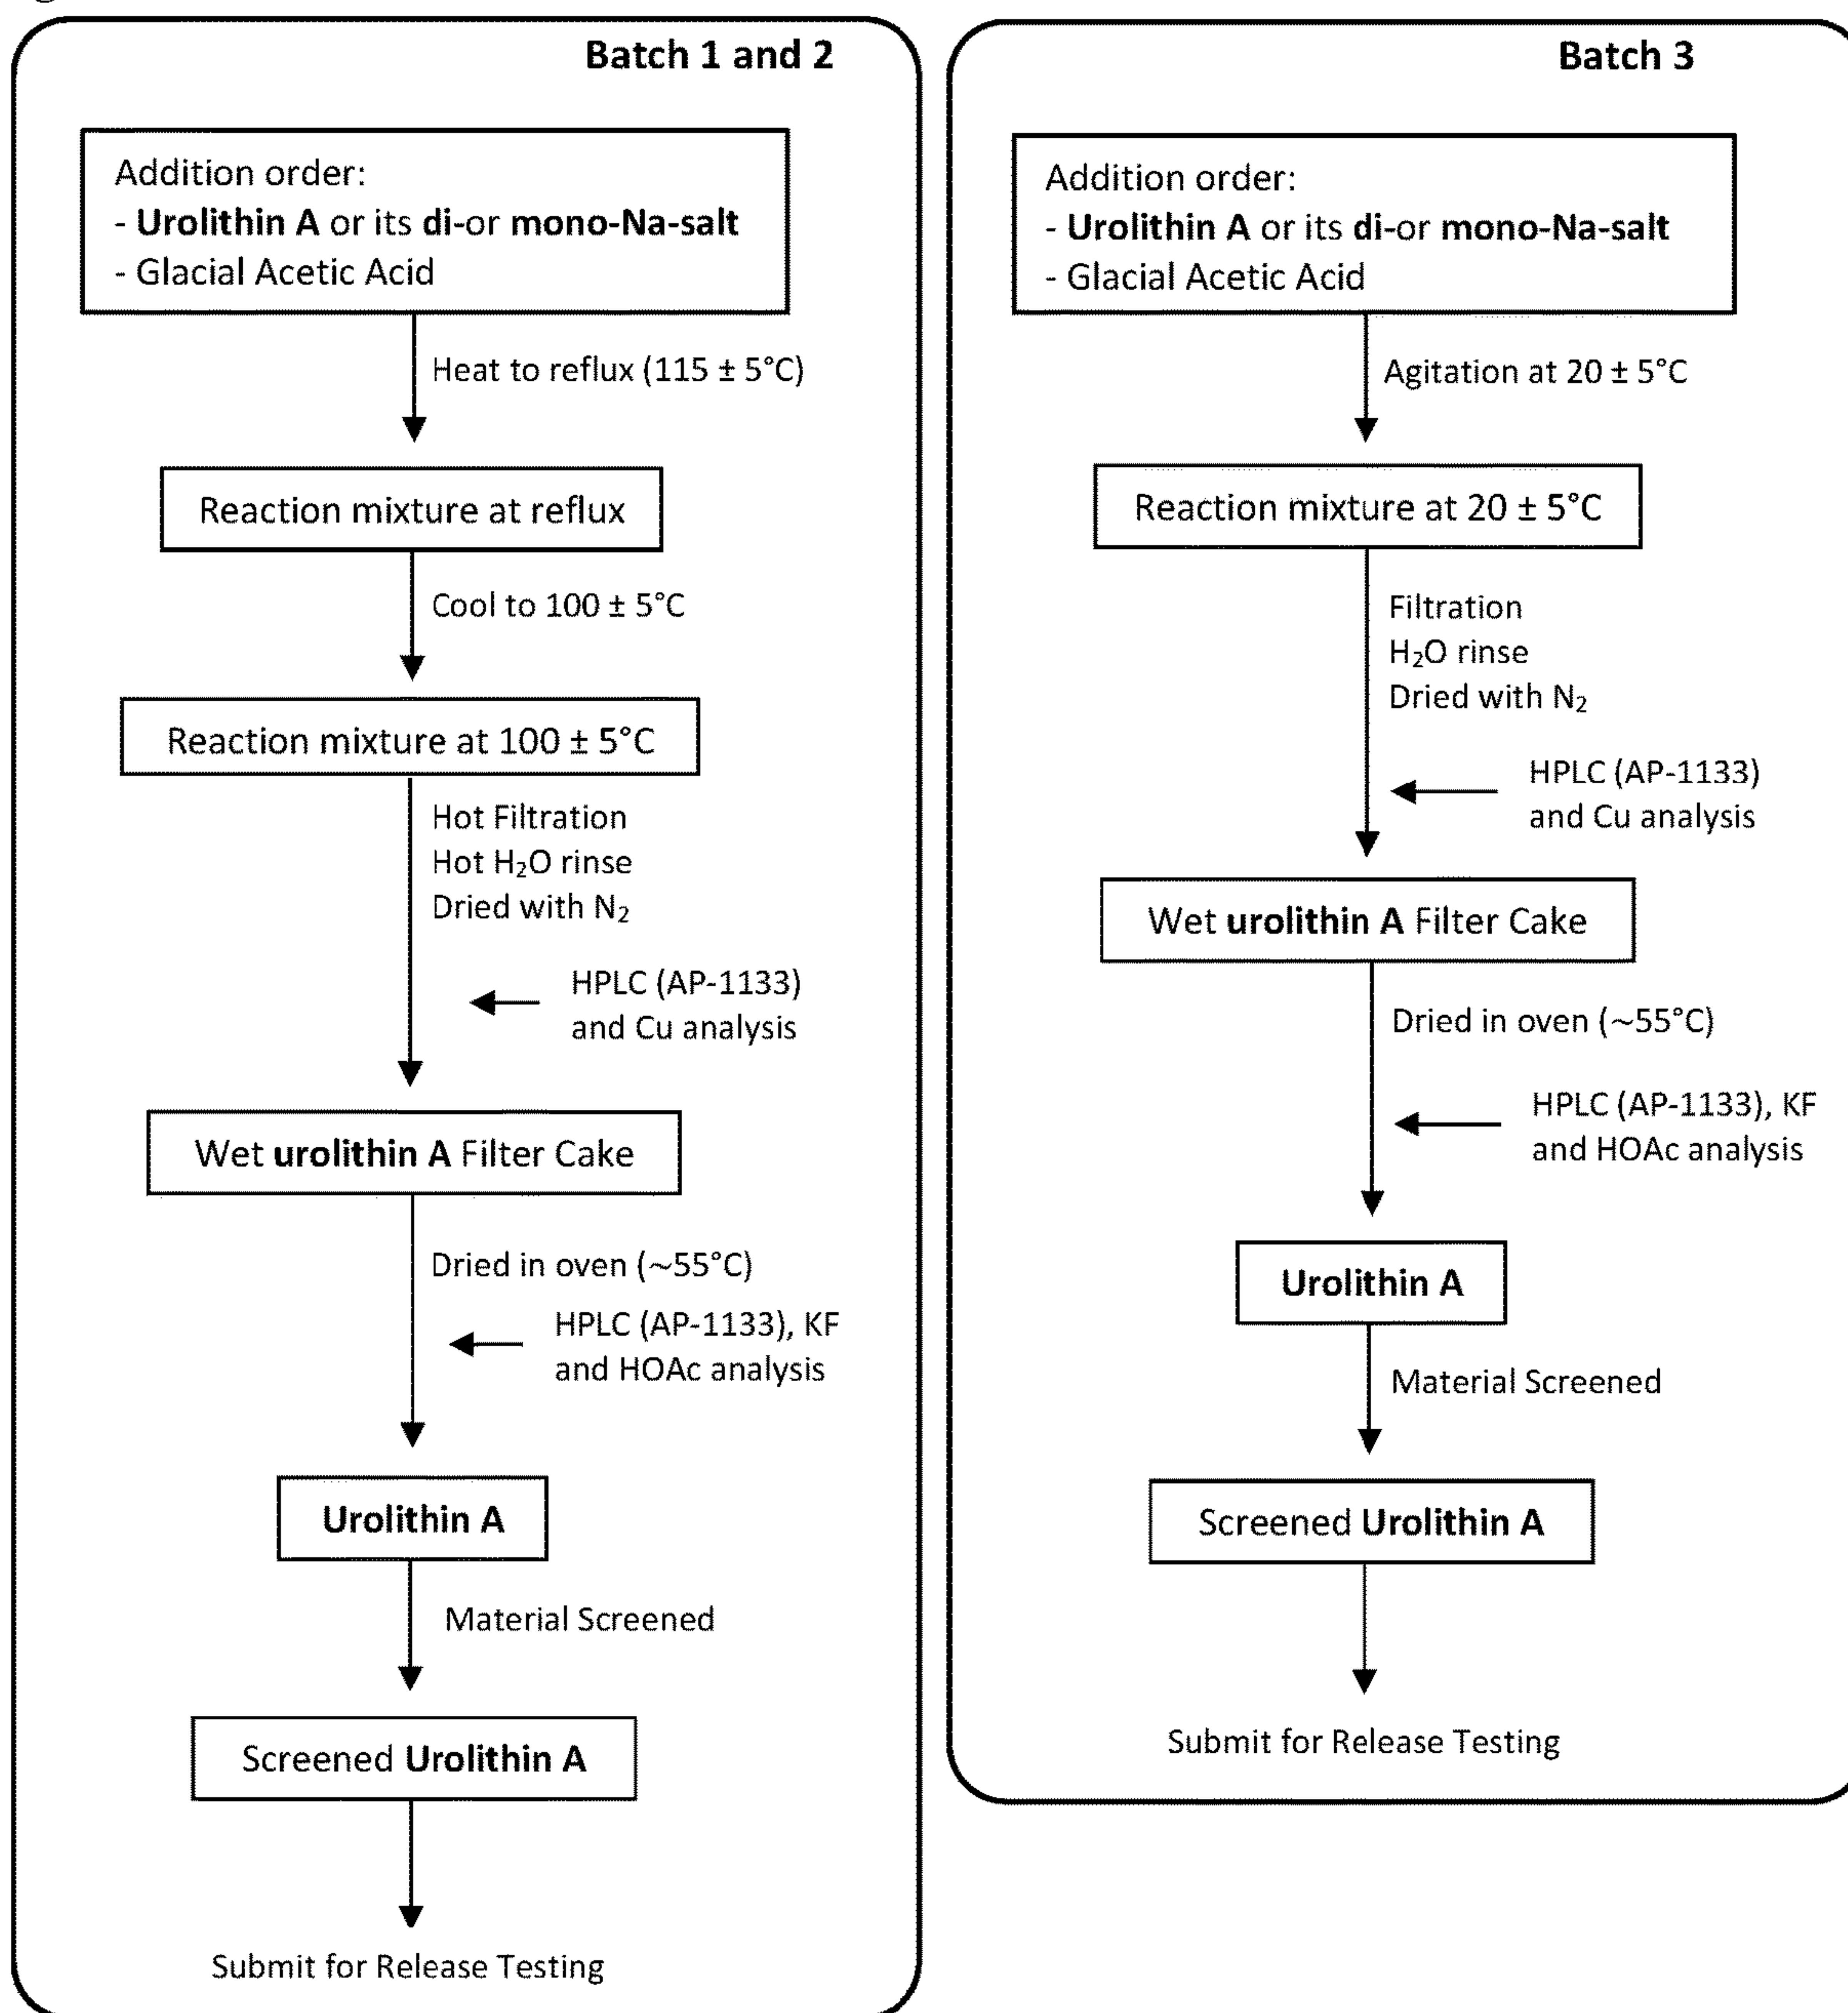 Batch 1 and 2
Addition order:
- Urolithin A or its di-or mono-Na-salt
- Glacial Acetic Acid
Heat to reflux (115 ± 5°C)
Reaction mixture at reflux
Cool to 100 ± 5°C
Reaction mixture at 100 ± 5°C
Hot Filtration
Hot H₂O rinse
Dried with N₂
HPLC (AP-1133)
and Cu analysis
Wet urolithin A Filter Cake
Dried in oven (~55°C)
HPLC (AP-1133), KF
and HOAc analysis
Urolithin A
Material Screened
Screened Urolithin A
Submit for Release Testing
Batch 3
Addition order:
- Urolithin A or its di-or mono-Na-salt
- Glacial Acetic Acid
Agitation at 20 ± 5°C
Reaction mixture at 20 ± 5°C
Filtration
H₂O rinse
Dried with N₂
HPLC (AP-1133)
and Cu analysis
Wet urolithin A Filter Cake
Dried in oven (~55°C)
HPLC (AP-1133), KF
and HOAc analysis
Urolithin A
Material Screened
Screened Urolithin A
Submit for Release Testing